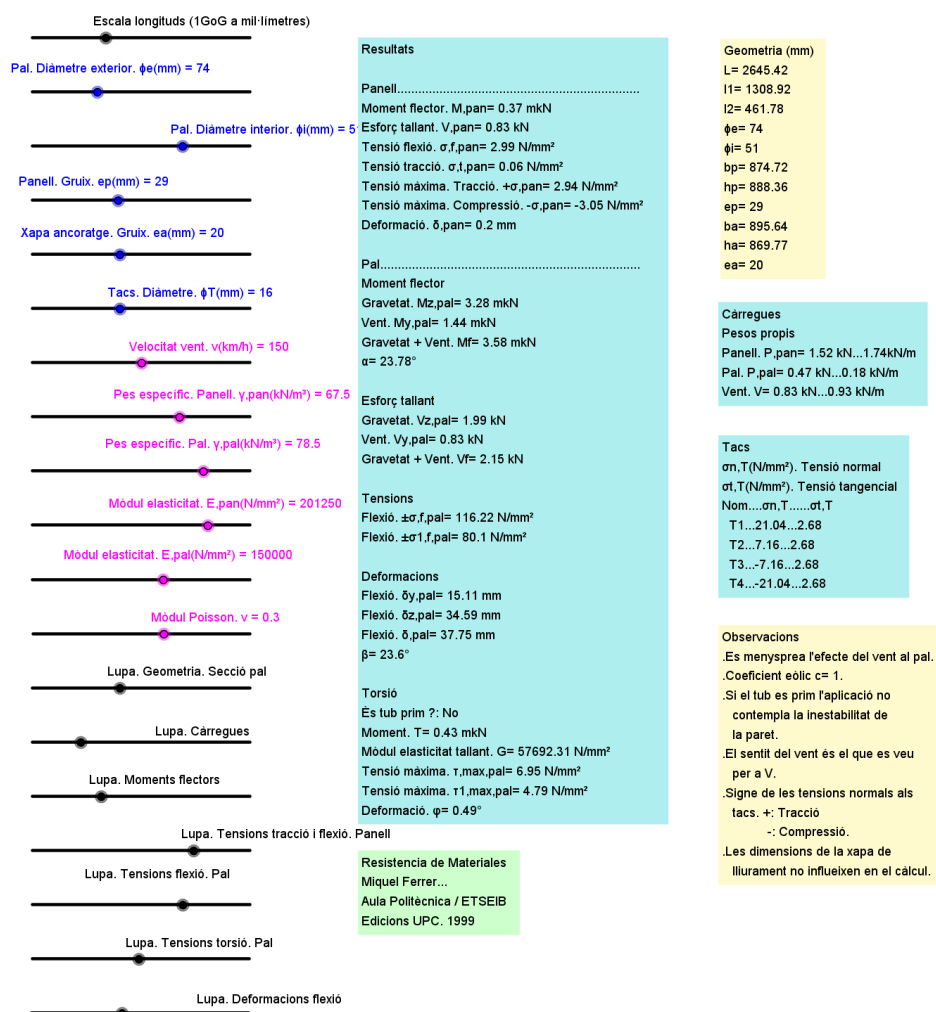 Escala longituds (1GoG a mil·límetres)
Pal. Diàmetre exterior. ϕe(mm) = 74
Pal. Diàmetre interior. ϕi(mm) = 5
Panell. Gruix. ep(mm) = 29
Xapa ancoratge. Gruix. ea(mm) = 20
Tacs. Diàmetre. ϕT(mm) = 16
Velocitat vent. v(km/h) = 150
Pes específic. Panell. γ,pan(kN/m³) = 67.5
Pes específic. Pal. γ,pal(kN/m³) = 78.5
Mòdul elasticitat. E,pan(N/mm²) = 201250
Mòdul elasticitat. E,pal(N/mm²) = 150000
Mòdul Poisson. ν = 0.3
Lupa. Geometria. Secció pal
Lupa. Càrregues
Lupa. Moments flectors
Lupa. Tensions tracció i flexió. Panell
Lupa. Tensions flexió. Pal
Lupa. Tensions torsió. Pal
Lupa. Deformacions flexió
Resultats
Panell.................................................................
Moment flector. M,pan= 0.37 mkN
Esforç tallant. V,pan= 0.83 kN
Tensió flexió. σ,f,pan= 2.99 N/mm²
Tensió tracció. σ,t,pan= 0.06 N/mm²
Tensió màxima. Tracció. +σ,pan= 2.94 N/mm²
Tensió màxima. Compressió. -σ,pan= -3.05 N/mm²
Deformació. δ,pan= 0.2 mm
Pal......................................................................
Moment flector
Gravetat. Mz,pal= 3.28 mkN
Vent. My,pal= 1.44 mkN
Gravetat + Vent. Mf= 3.58 mkN
α= 23.78°
Esforç tallant
Gravetat. Vz,pal= 1.99 kN
Vent. Vy,pal= 0.83 kN
Gravetat + Vent. Vf= 2.15 kN
Tensions
Flexió. ±σ,f,pal= 116.22 N/mm²
Flexió. ±σ1,f,pal= 80.1 N/mm²
Deformacions
Flexió. δy,pal= 15.11 mm
Flexió. δz,pal= 34.59 mm
Flexió. δ,pal= 37.75 mm
β= 23.6°
Torsió
És tub prim ?: No
Moment. T= 0.43 mkN
Mòdul elasticitat tallant. G= 57692.31 N/mm²
Tensió màxima. τ,max,pal= 6.95 N/mm²
Tensió màxima. τ1,max,pal= 4.79 N/mm²
Deformació. φ= 0.49°
Resistencia de Materiales
Miquel Ferrer...
Aula Politècnica / ETSEIB
Edicions UPC. 1999
Geometria (mm)
L= 2645.42
l1= 1308.92
l2= 461.78
ϕe= 74
ϕi= 51
bp= 874.72
hp= 888.36
ep= 29
ba= 895.64
ha= 869.77
ea= 20
Càrregues
Pesos propis
Panell. P,pan= 1.52 kN...1.74kN/m
Pal. P,pal= 0.47 kN...0.18 kN/m
Vent. V= 0.83 kN...0.93 kN/m
Tacs
σn,T(N/mm²). Tensió normal
σt,T(N/mm²). Tensió tangencial
Nom....σn,T......σt,T
T1...21.04...2.68
T2...7.16...2.68
T3...-7.16...2.68
T4...-21.04...2.68
Observacions
.Es menysprea l'efecte del vent al pal.
.Coeficient eòlic c= 1.
.Si el tub es prim l'aplicació no
contempla la inestabilitat de
la paret.
.El sentit del vent és el que es veu
per a V.
.Signe de les tensions normals als
tacs. +: Tracció
-: Compressió.
.Les dimensions de la xapa de
lliurament no influeixen en el càlcul.